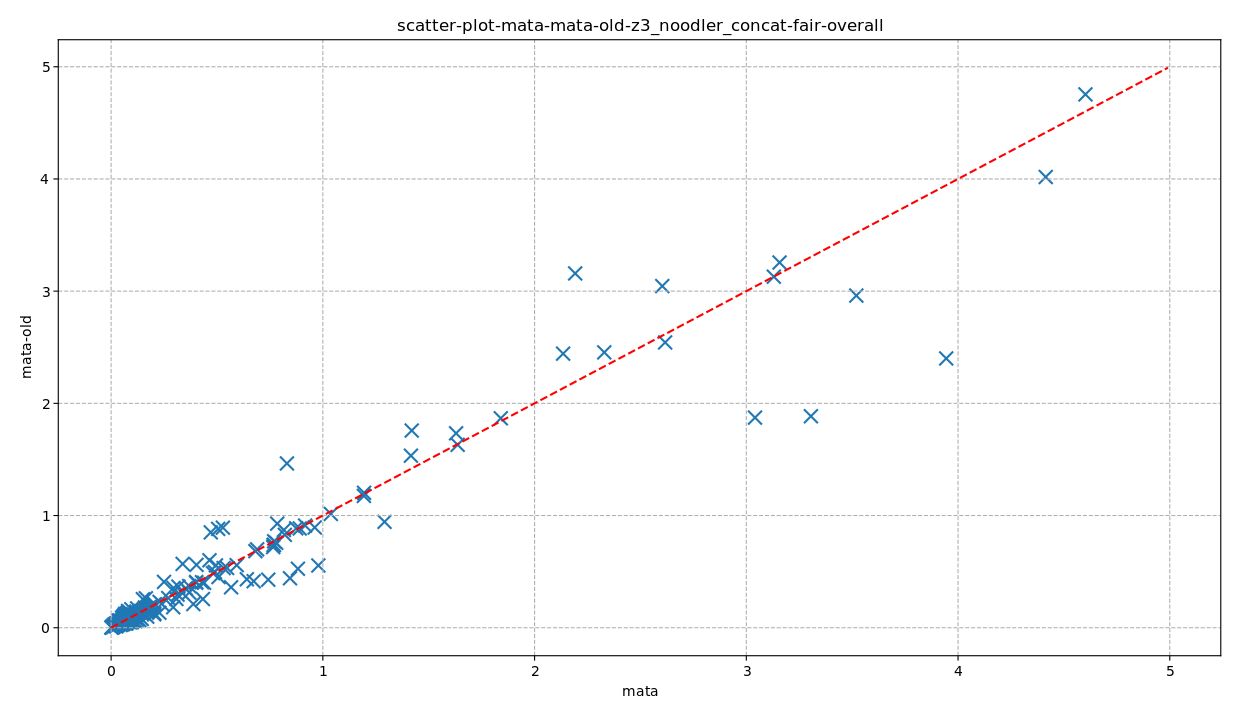 scatter-plot-mata-mata-old-z3_noodler_concat-fair-overall
5
4
3
2
1
0
mata-old
0 1 2 3 4 5
mata